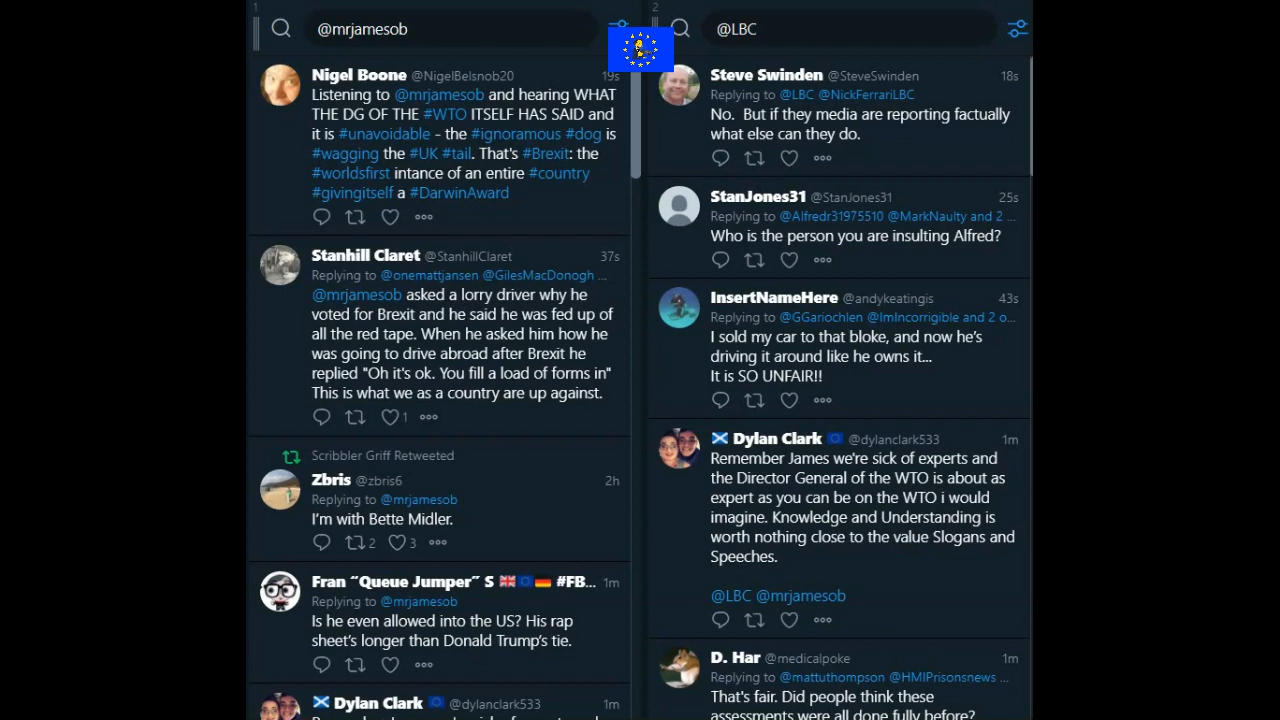 1
@mrjamesob
Nigel Boone @NigelBelsnob20 19s
Listening to @mrjamesob and hearing WHAT
THE DG OF THE #WTO ITSELF HAS SAID and
it is #unavoidable - the #ignoramous #dog is
#wagging the #UK #tail. That's #Brexit: the
#worldsfirst intance of an entire #country
#givingitself a #DarwinAward
Stanhill Claret @StanhillClaret 37s
Replying to @onemattjansen @GilesMacDonogh ...
@mrjamesob asked a lorry driver why he
voted for Brexit and he said he was fed up of
all the red tape. When he asked him how he
was going to drive abroad after Brexit he
replied "Oh it's ok. You fill a load of forms in"
This is what we as a country are up against.
1
Scribbler Griff Retweeted
Zbris @zbris6 2h
Replying to @mrjamesob
I'm with Bette Midler.
2 3
Fran “Queue Jumper” S 🇬🇧🇪🇺🇩🇪 #FB... 1m
Replying to @mrjamesob
Is he even allowed into the US? His rap
sheet's longer than Donald Trump's tie.
Dylan Clark @dylanclark533 1m
2
@LBC
Steve Swinden @SteveSwinden 18s
Replying to @LBC @NickFerrariLBC
No. But if they media are reporting factually
what else can they do.
StanJones31 @StanJones31 25s
Replying to @Alfredr31975510 @MarkNaulty and 2 ...
Who is the person you are insulting Alfred?
InsertNameHere @andykeatingis 43s
Replying to @GGariochlen @ImIncorrigible and 2 o...
I sold my car to that bloke, and now he's
driving it around like he owns it...
It is SO UNFAIR!!
Dylan Clark @dylanclark533 1m
Remember James we're sick of experts and
the Director General of the WTO is about as
expert as you can be on the WTO i would
imagine. Knowledge and Understanding is
worth nothing close to the value Slogans and
Speeches.
@LBC @mrjamesob
D. Har @medicalpoke 1m
Replying to @mattuthompson @HMIPrisonsnews ...
That's fair. Did people think these
assessments were all done fully before?